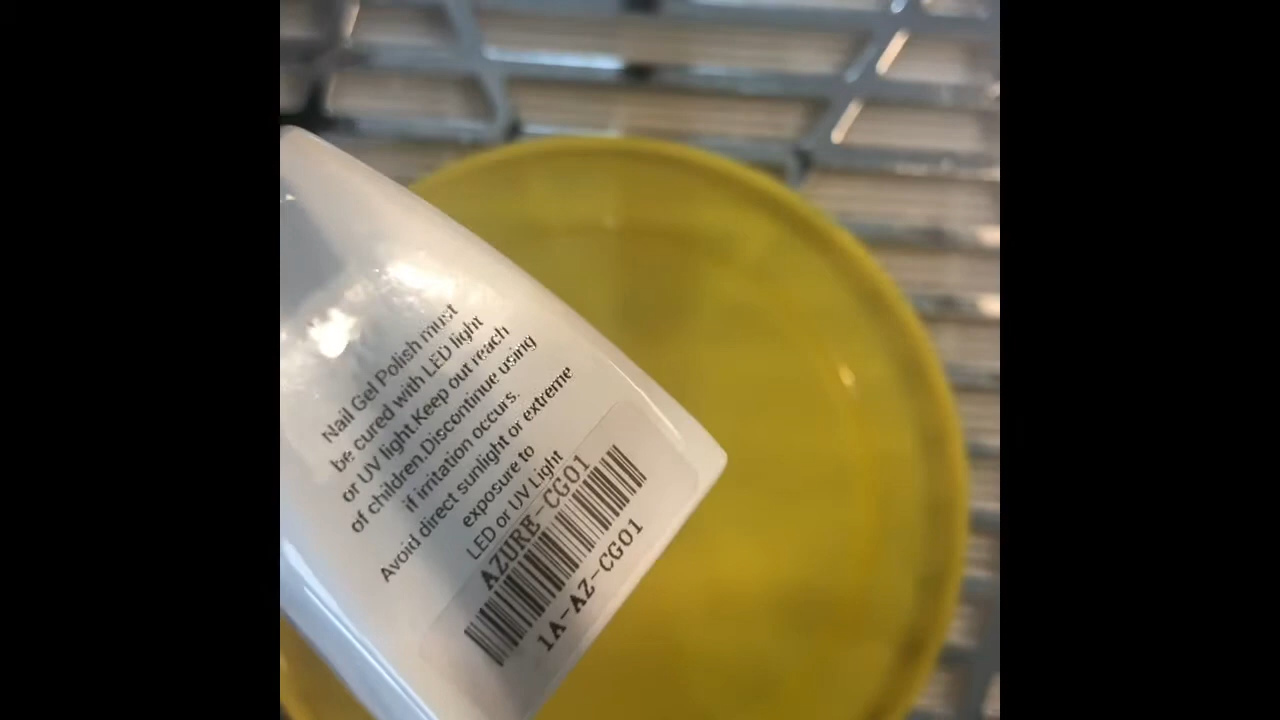 Nail Gel Polish must
be cured with LED light
or UV light.Keep out reach
of children.Discontinue using
if irritation occurs.
Avoid direct sunlight or extreme
exposure to
LED or UV Light
AZURE-CG01
1A-AZ-CG01